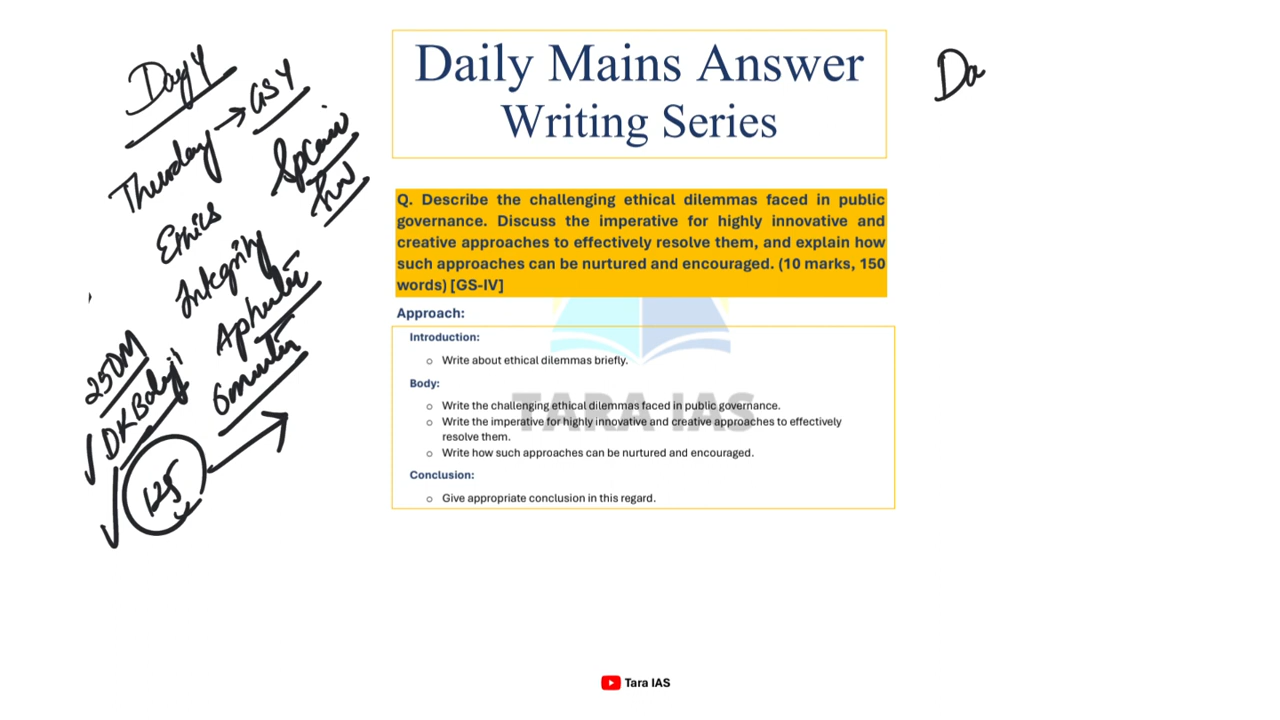 Day 4
Thursday → GS 4
Ethics
Integrity
250M
DK Balaji
125
Da
Daily Mains Answer
Writing Series
Q. Describe the challenging ethical dilemmas faced in public
governance. Discuss the imperative for highly innovative and
creative approaches to effectively resolve them, and explain how
such approaches can be nurtured and encouraged. (10 marks, 150
words) [GS-IV]
Approach:
Introduction:
o Write about ethical dilemmas briefly.
Body:
o Write the challenging ethical dilemmas faced in public governance.
o Write the imperative for highly innovative and creative approaches to effectively
resolve them.
o Write how such approaches can be nurtured and encouraged.
Conclusion:
o Give appropriate conclusion in this regard.
TARA IAS
Tara IAS